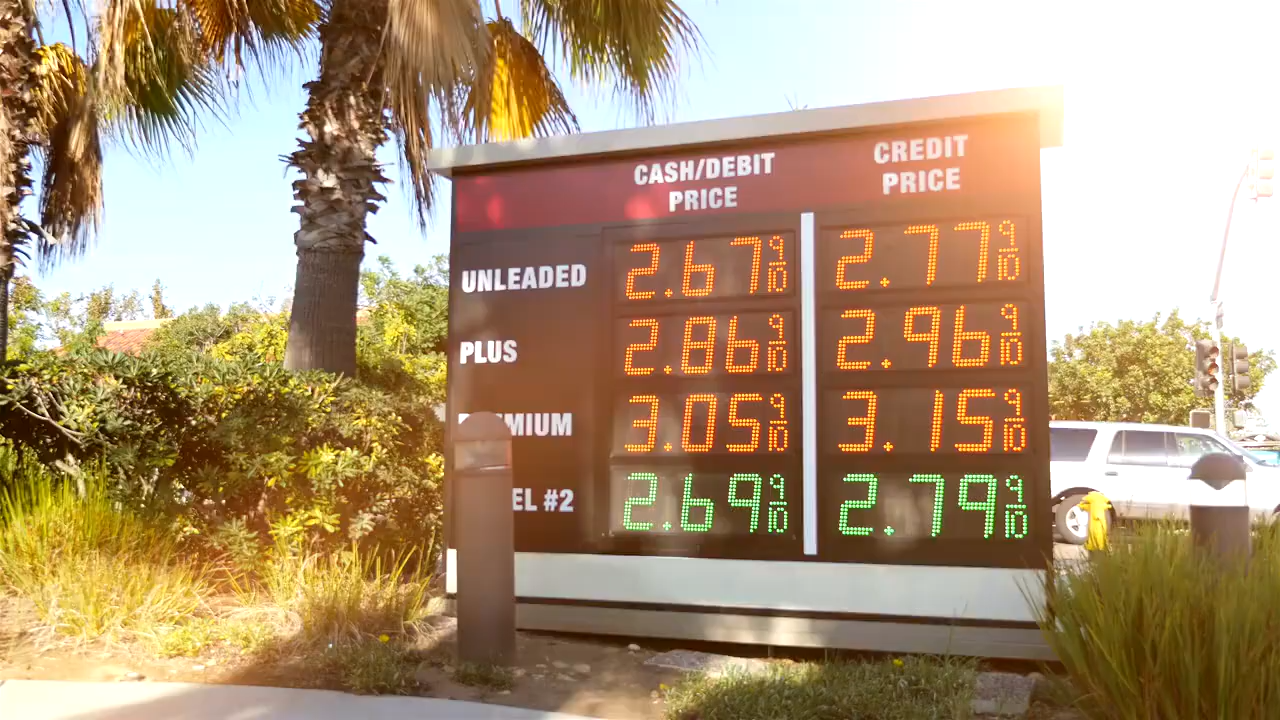 CASH/DEBIT PRICE
CREDIT PRICE
UNLEADED 2.67 9/10 2.77 9/10
PLUS 2.86 9/10 2.96 9/10
MIUM 3.05 9/10 3.15 9/10
EL #2 2.69 9/10 2.79 9/10